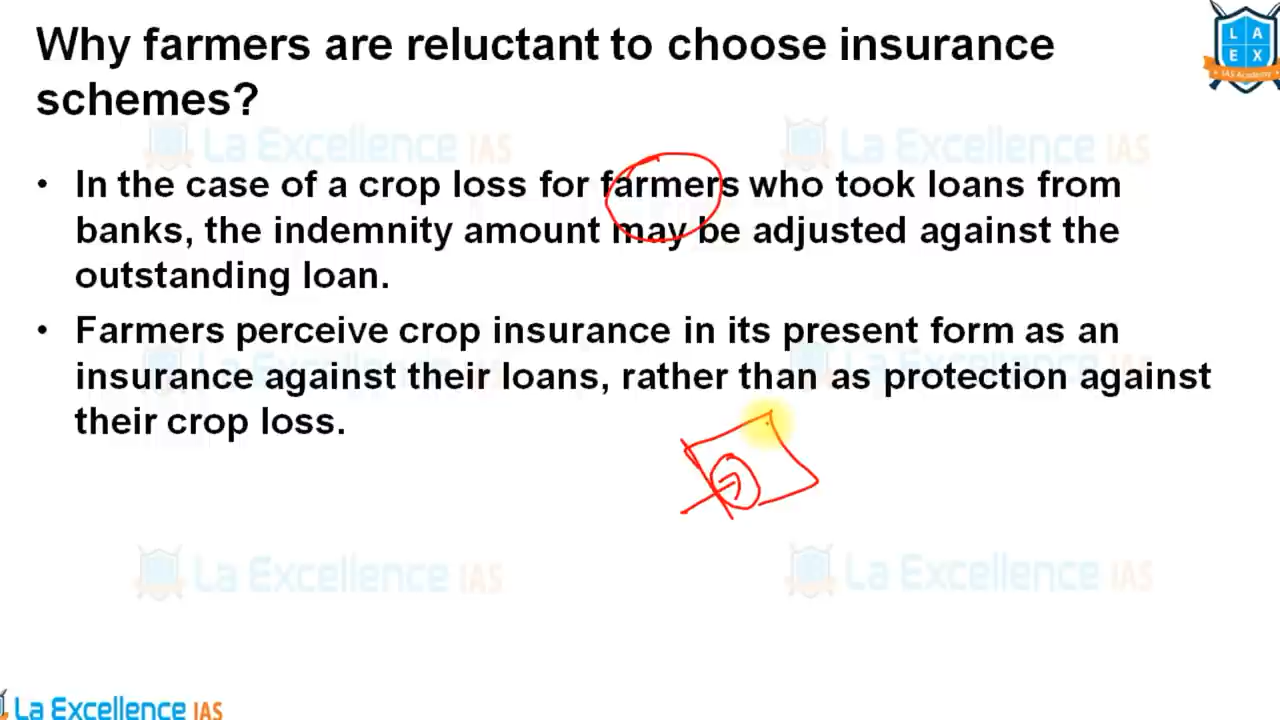 Why farmers are reluctant to choose insurance
schemes?
L A
E X
IAS Academy
La Excellence IAS
La Excellence IAS
• In the case of a crop loss for farmers who took loans from
banks, the indemnity amount may be adjusted against the
outstanding loan.
• Farmers perceive crop insurance in its present form as an
insurance against their loans, rather than as protection against
their crop loss.
La Excellence IAS
La Excellence IAS
La Excellence IAS